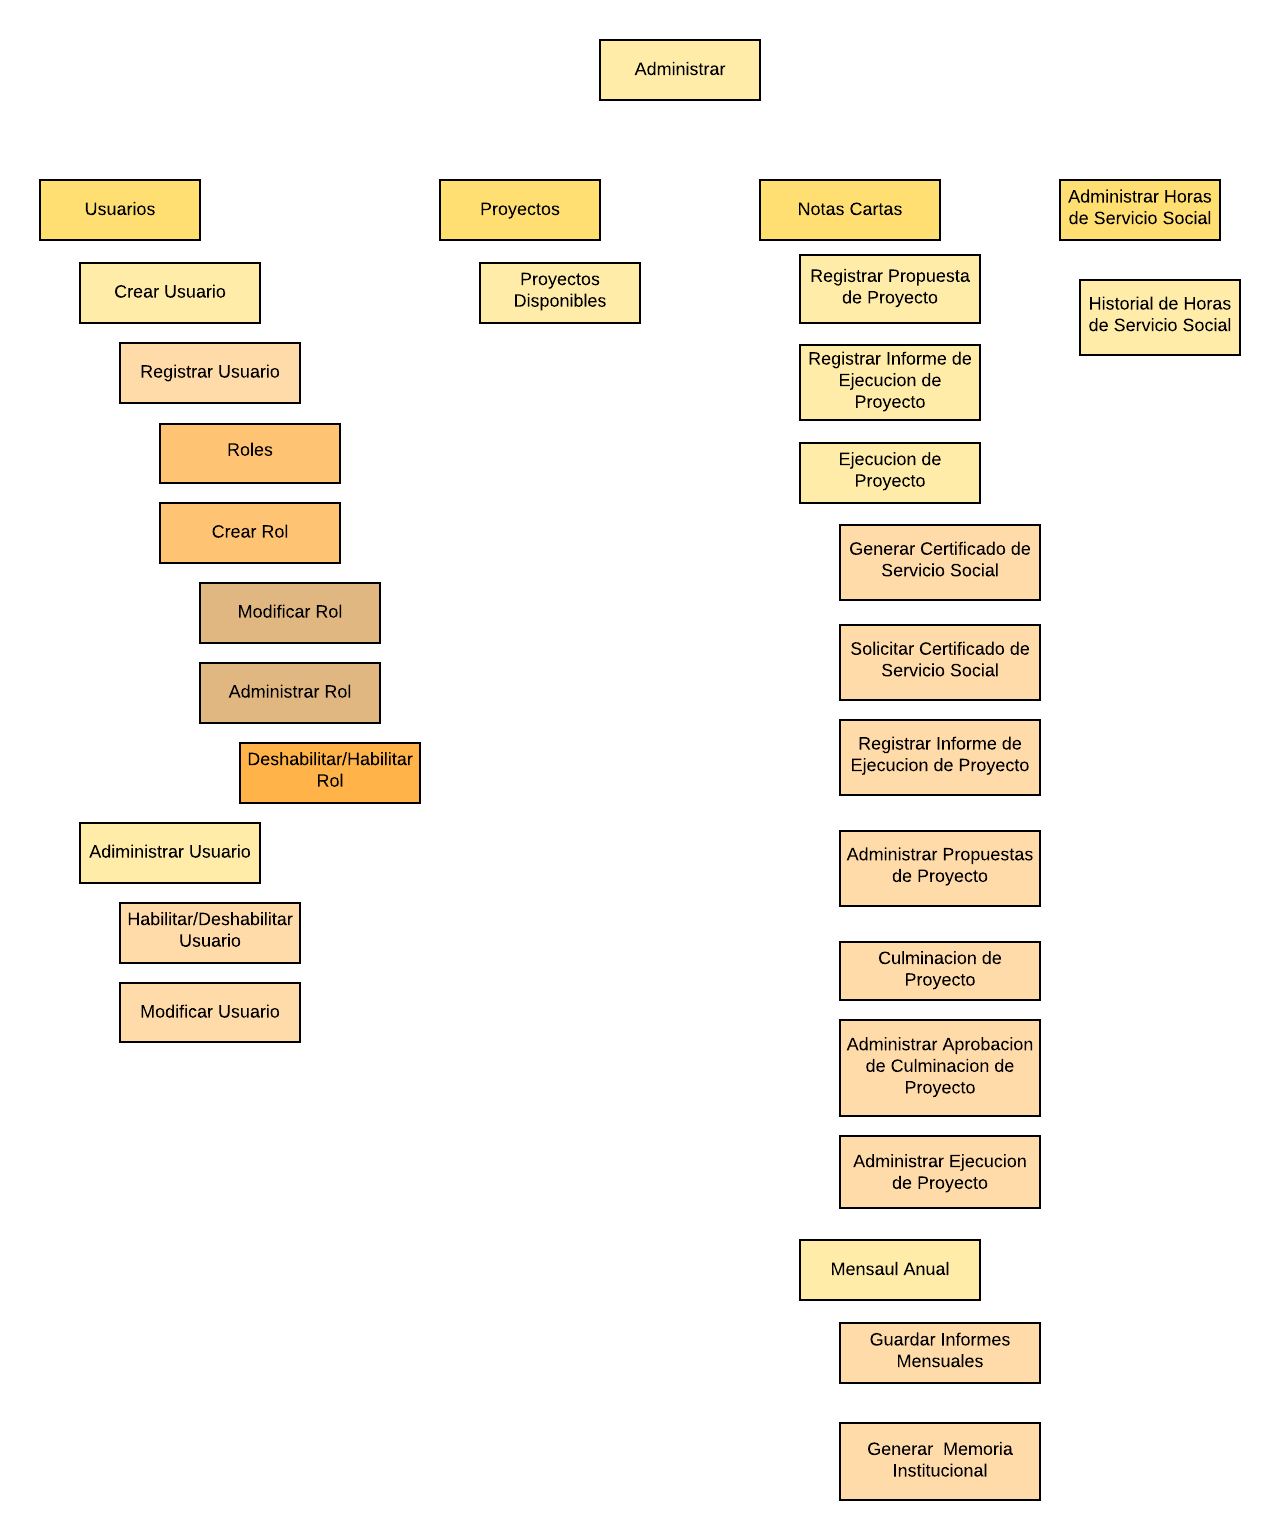 Administrar
Usuarios
Crear Usuario
Registrar Usuario
Roles
Crear Rol
Modificar Rol
Administrar Rol
Deshabilitar/Habilitar
Rol
Adiministrar Usuario
Habilitar/Deshabilitar
Usuario
Modificar Usuario
Proyectos
Proyectos
Disponibles
Notas Cartas
Registrar Propuesta
de Proyecto
Registrar Informe de
Ejecucion de
Proyecto
Ejecucion de
Proyecto
Generar Certificado de
Servicio Social
Solicitar Certificado de
Servicio Social
Registrar Informe de
Ejecucion de Proyecto
Administrar Propuestas
de Proyecto
Culminacion de
Proyecto
Administrar Aprobacion
de Culminacion de
Proyecto
Administrar Ejecucion
de Proyecto
Mensaul Anual
Guardar Informes
Mensuales
Generar  Memoria
Institucional
Administrar Horas
de Servicio Social
Historial de Horas
de Servicio Social